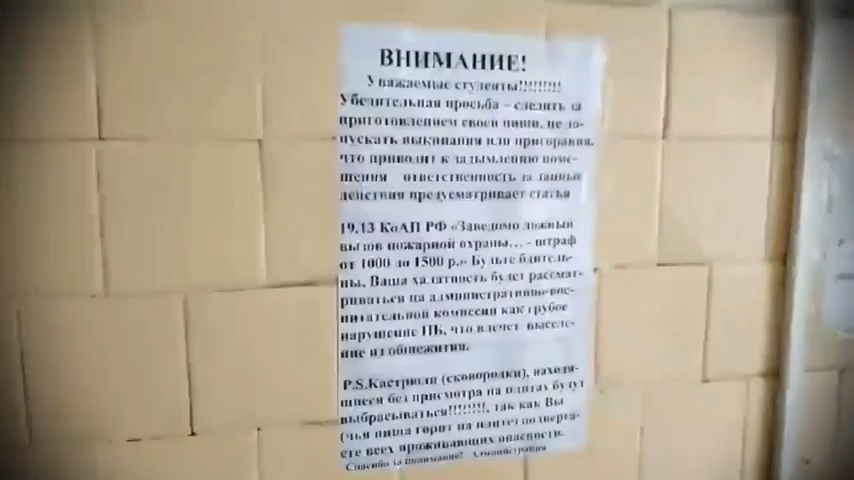 ВНИМАНИЕ!
Уважаемые студенты!!!!!!!!!
Убедительная просьба – следить за
приготовлением своей пищи, не до-
пускать выкипания или пригорания,
что приводит к задымлению поме-
щения ответственность за данные
действия предусматривает статья
19.13 КоАП РФ «Заведомо ложный
вызов пожарной охраны... - штраф
от 1000 до 1500 р.» Будьте бдитель-
ны, Ваша халатность будет рассмат-
риваться на административно-вос-
питательной комиссии как грубое
нарушение ПБ, что влечет выселе-
ние из общежития.
P.S.Кастрюли (сковородки), находя-
щиеся без присмотра на плитах будут
выбрасываться!!!!!!!!, так как Вы
(чья пища горит на плите) подверга-
ете всех проживающих опасности.
Спасибо за понимание! Администрация